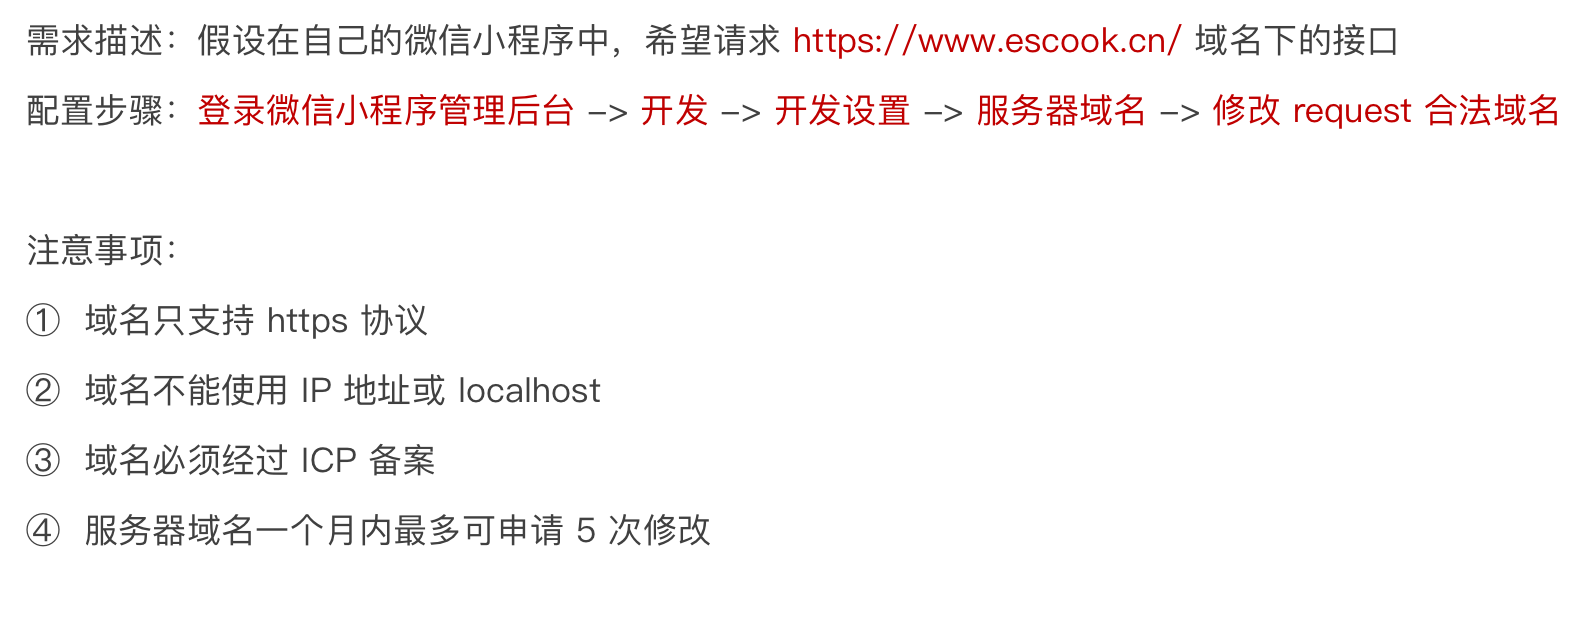 需求描述：假设在自己的微信小程序中，希望请求 https://www.escook.cn/ 域名下的接口
配置步骤：登录微信小程序管理后台 -> 开发 -> 开发设置 -> 服务器域名 -> 修改 request 合法域名
注意事项：
① 域名只支持 https 协议
② 域名不能使用 IP 地址或 localhost
③ 域名必须经过 ICP 备案
④ 服务器域名一个月内最多可申请 5 次修改